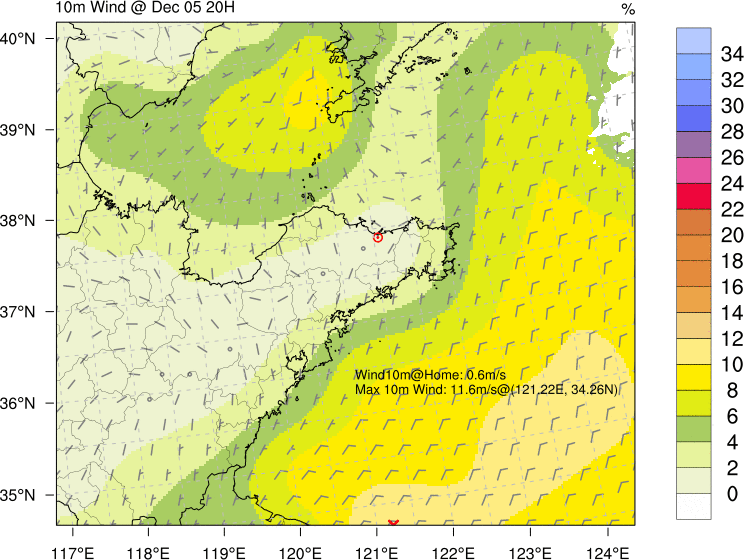 10m Wind @ Dec 05 20H
%
40°N
39°N
38°N
37°N
36°N
35°N
Wind10m@Home: 0.6m/s
Max 10m Wind: 11.6m/s@(121.22E, 34.26N)
117°E 118°E 119°E 120°E 121°E 122°E 123°E 124°E
34
32
30
28
26
24
22
20
18
16
14
12
10
8
6
4
2
0